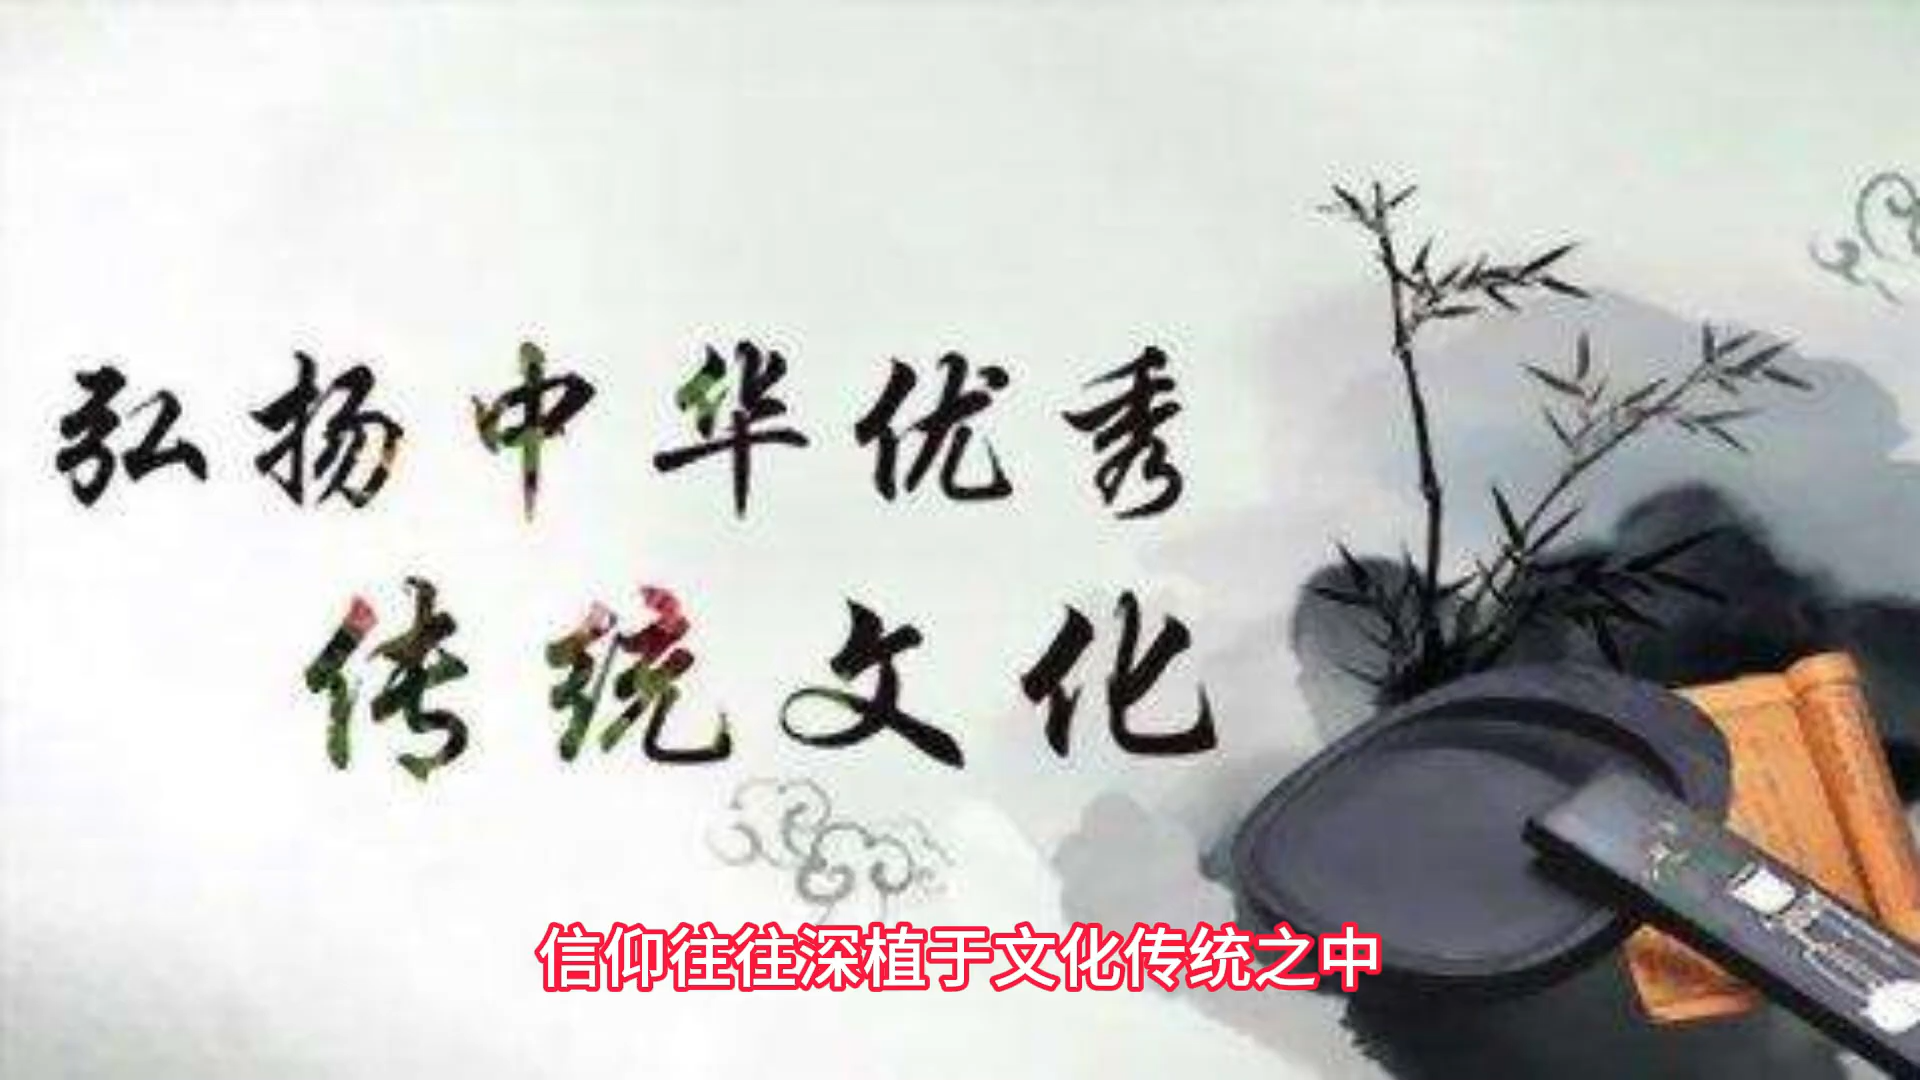 弘扬中华优秀
传统文化
信仰往往深植于文化传统之中